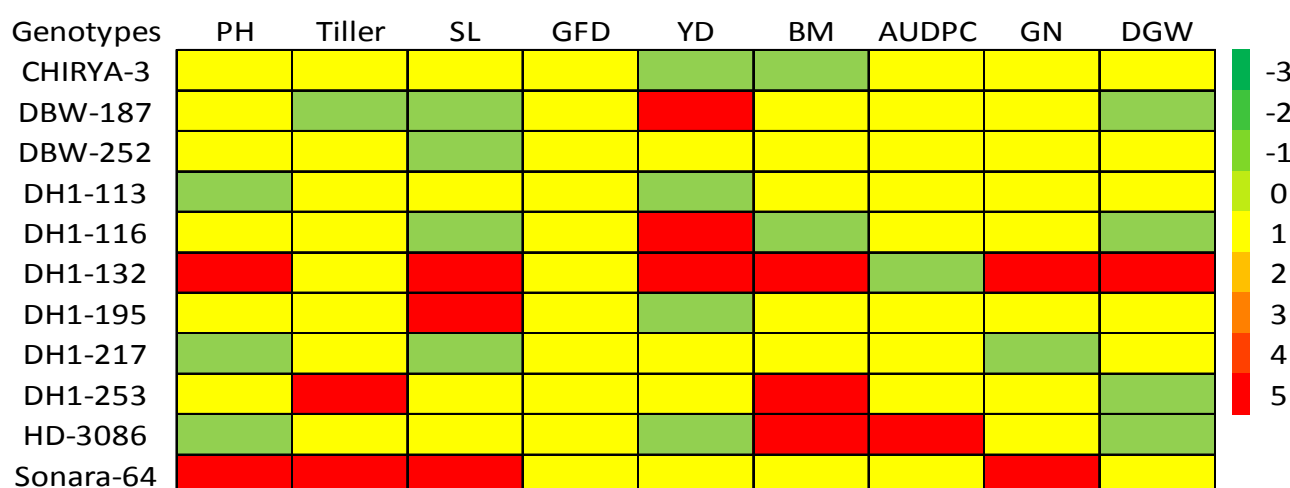 Genotypes PH Tiller SL GFD YD BM AUDPC GN DGW
CHIRYA-3
DBW-187
DBW-252
DH1-113
DH1-116
DH1-132
DH1-195
DH1-217
DH1-253
HD-3086
Sonara-64
-3
-2
-1
0
1
2
3
4
5